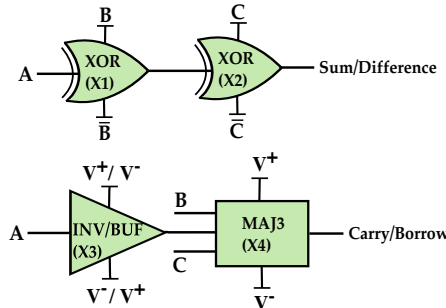 B
XOR
(X1)
A
B̅
C
XOR
(X2)
C̅
Sum/Difference
V⁺/ V⁻
A
INV/BUF
(X3)
V⁻/ V⁺
B
C
V⁺
MAJ3
(X4)
V⁻
Carry/Borrow